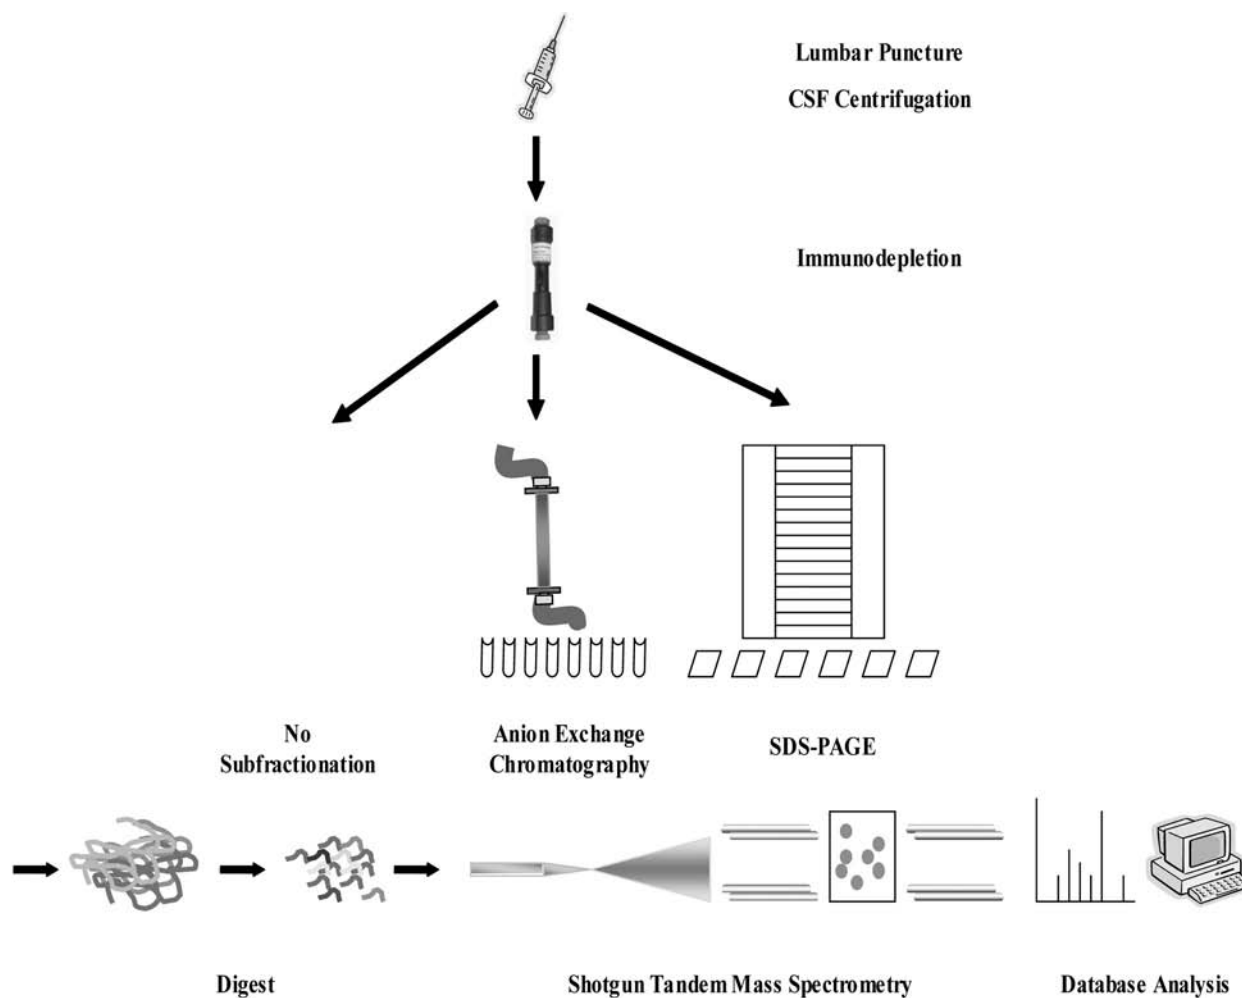 Lumbar Puncture
CSF Centrifugation
Immunodepletion
No
Subfractionation
Anion Exchange
Chromatography
SDS-PAGE
Digest
Shotgun Tandem Mass Spectrometry
Database Analysis